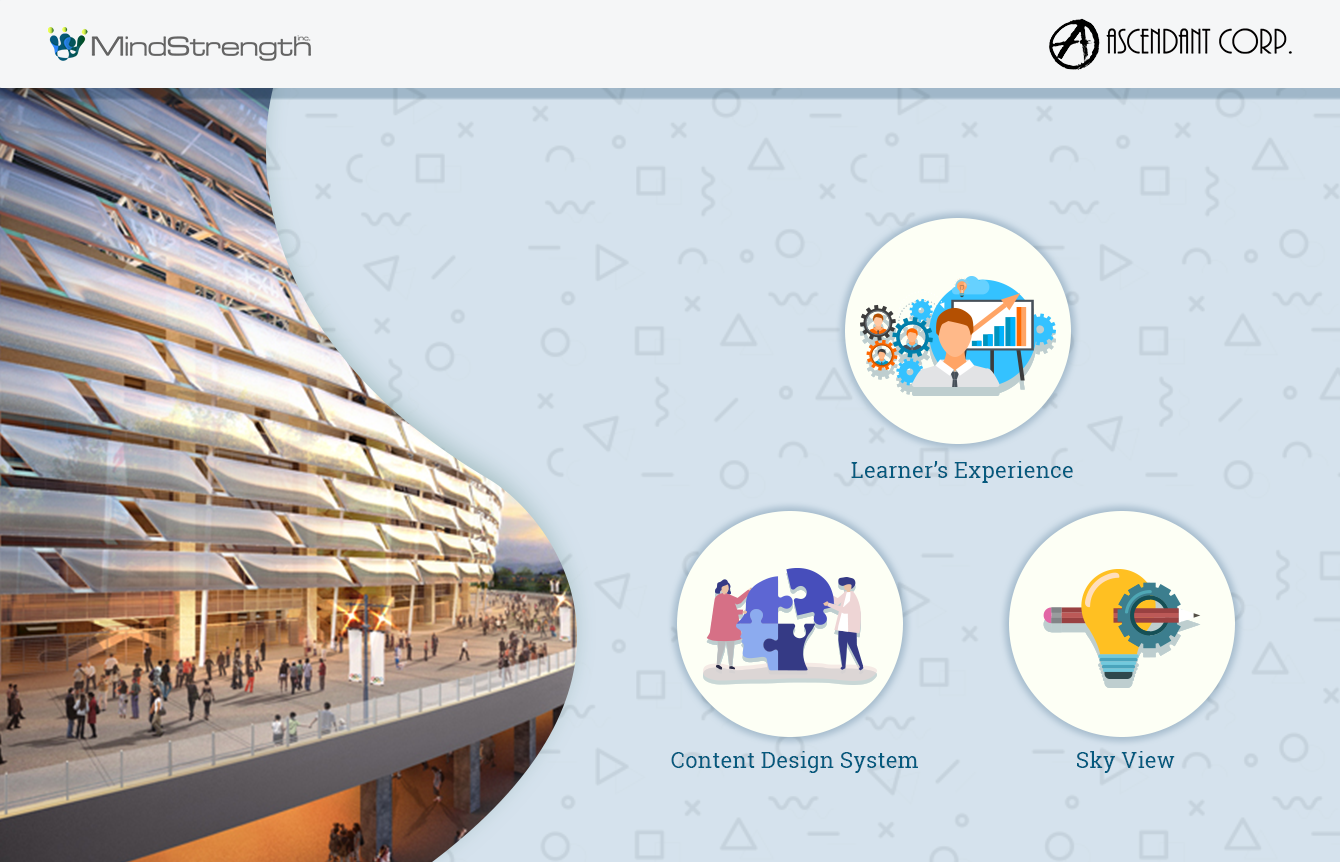 MindStrength inc.
ASCENDANT CORP.
Learner's Experience
Content Design System
Sky View